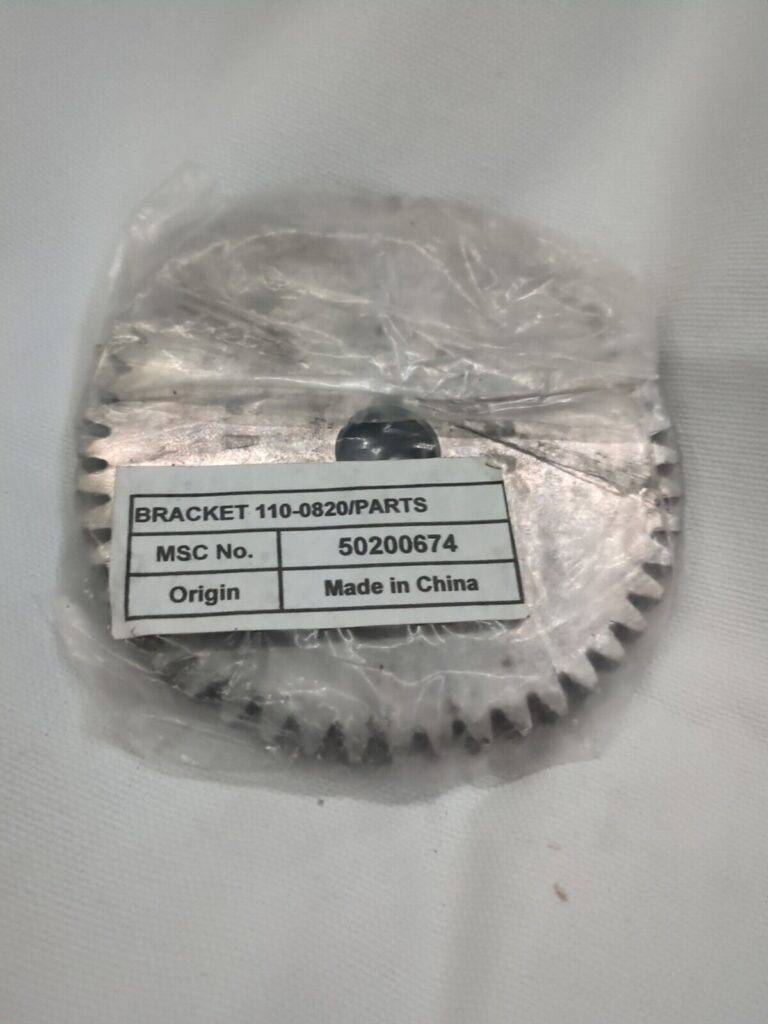 BRACKET 110-0820/PARTS
MSC No. 50200674
Origin Made in China